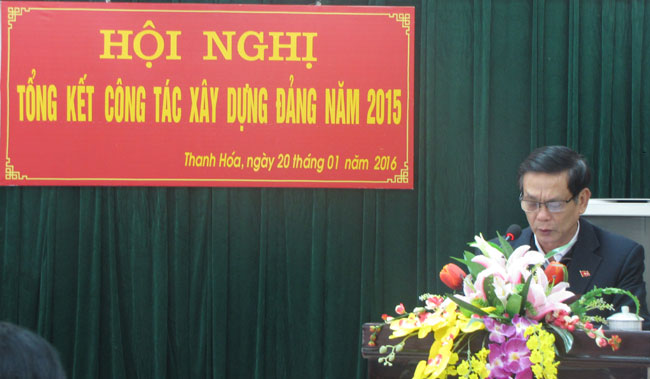 HỘI NGHỊ
TỔNG KẾT CÔNG TÁC XÂY DỰNG ĐẢNG NĂM 2015
Thanh Hóa, ngày 20 tháng 01 năm 2016